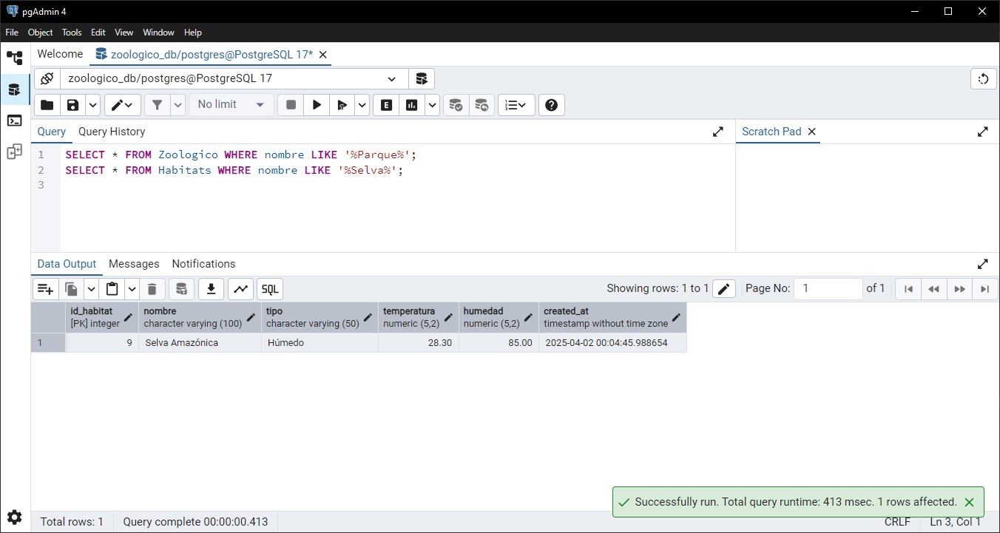 pgAdmin 4
File Object Tools Edit View Window Help
Welcome zoologico_db/postgres@PostgreSQL 17*
zoologico_db/postgres@PostgreSQL 17
No limit
E
Query Query History Scratch Pad
1 SELECT * FROM Zoologico WHERE nombre LIKE '%Parque%';
2 SELECT * FROM Habitats WHERE nombre LIKE '%Selva%';
3
Data Output Messages Notifications
SQL Showing rows: 1 to 1 Page No: 1 of 1
id_habitat nombre tipo temperatura humedad created_at
[PK] integer character varying (100) character varying (50) numeric (5,2) numeric (5,2) timestamp without time zone
1 9 Selva Amazónica Húmedo 28.30 85.00 2025-04-02 00:04:45.988654
Successfully run. Total query runtime: 413 msec. 1 rows affected.
Total rows: 1 Query complete 00:00:00.413 CRLF Ln 3, Col 1